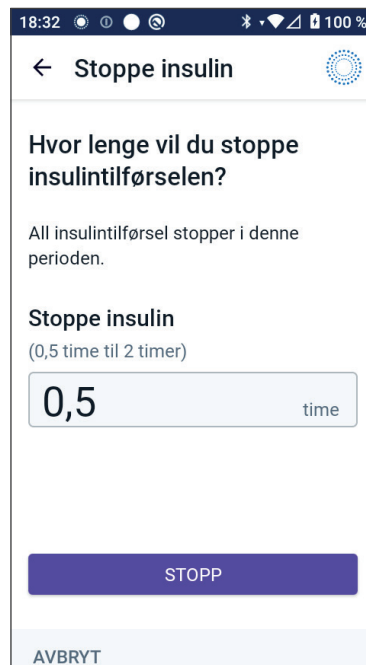 18:32 100 %
Stoppe insulin
Hvor lenge vil du stoppe
insulintilførselen?
All insulintilførsel stopper i denne
perioden.
Stoppe insulin
(0,5 time til 2 timer)
0,5 time
STOPP
AVBRYT